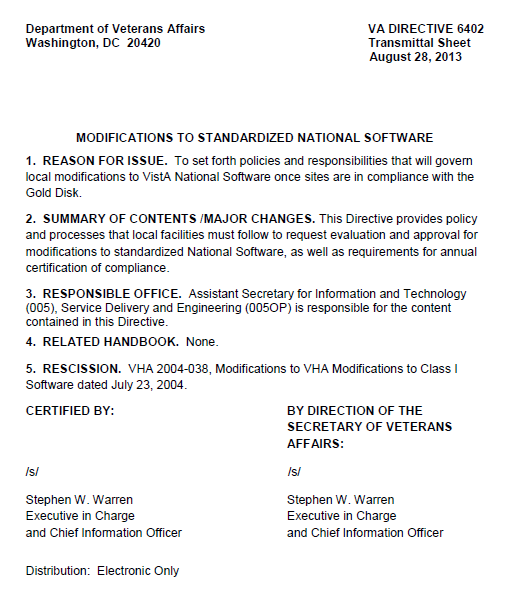 Department of Veterans Affairs VA DIRECTIVE 6402
Washington, DC 20420 Transmittal Sheet
August 28, 2013
MODIFICATIONS TO STANDARDIZED NATIONAL SOFTWARE
1. REASON FOR ISSUE. To set forth policies and responsibilities that will govern
local modifications to VistA National Software once sites are in compliance with the
Gold Disk.
2. SUMMARY OF CONTENTS /MAJOR CHANGES. This Directive provides policy
and processes that local facilities must follow to request evaluation and approval for
modifications to standardized National Software, as well as requirements for annual
certification of compliance.
3. RESPONSIBLE OFFICE. Assistant Secretary for Information and Technology
(005), Service Delivery and Engineering (005OP) is responsible for the content
contained in this Directive.
4. RELATED HANDBOOK. None.
5. RESCISSION. VHA 2004-038, Modifications to VHA Modifications to Class I
Software dated July 23, 2004.
CERTIFIED BY: BY DIRECTION OF THE
SECRETARY OF VETERANS
AFFAIRS:
/s/ /s/
Stephen W. Warren Stephen W. Warren
Executive in Charge Executive in Charge
and Chief Information Officer and Chief Information Officer
Distribution: Electronic Only